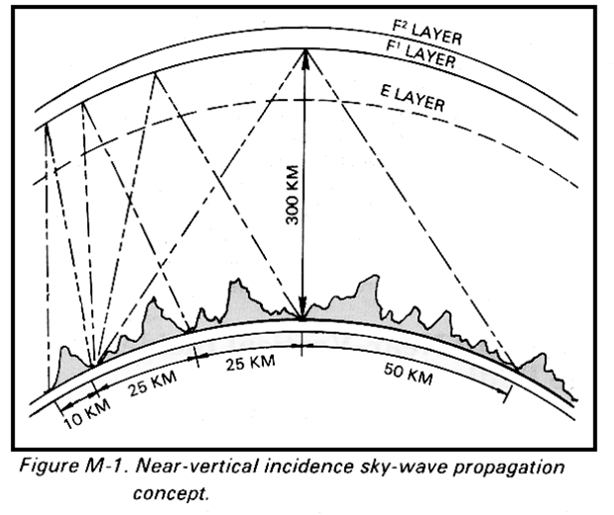 F² LAYER
F¹ LAYER
E LAYER
300 KM
10 KM
25 KM
25 KM
50 KM
Figure M-1. Near-vertical incidence sky-wave propagation
concept.